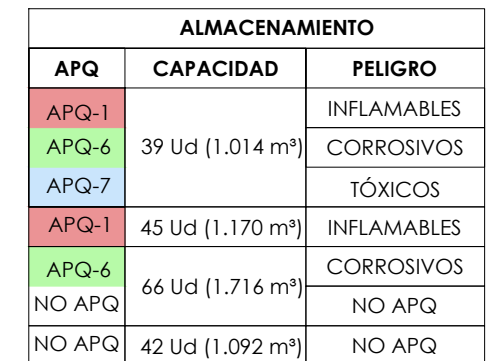 ALMACENAMIENTO
APQ CAPACIDAD PELIGRO
APQ-1 INFLAMABLES
APQ-6 39 Ud (1.014 m³) CORROSIVOS
APQ-7 TÓXICOS
APQ-1 45 Ud (1.170 m³) INFLAMABLES
APQ-6 CORROSIVOS
66 Ud (1.716 m³)
NO APQ NO APQ
NO APQ 42 Ud (1.092 m³) NO APQ